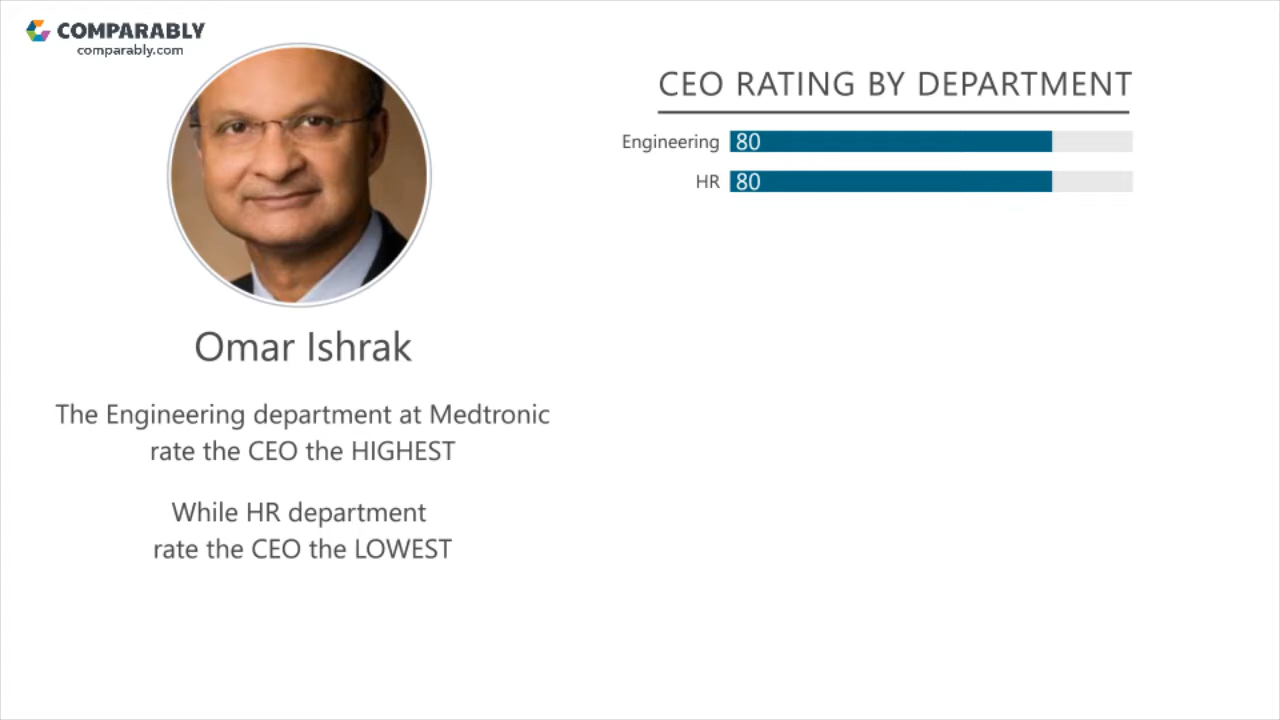 COMPARABLY
comparably.com
CEO RATING BY DEPARTMENT
Engineering 80
HR 80
Omar Ishrak
The Engineering department at Medtronic
rate the CEO the HIGHEST
While HR department
rate the CEO the LOWEST